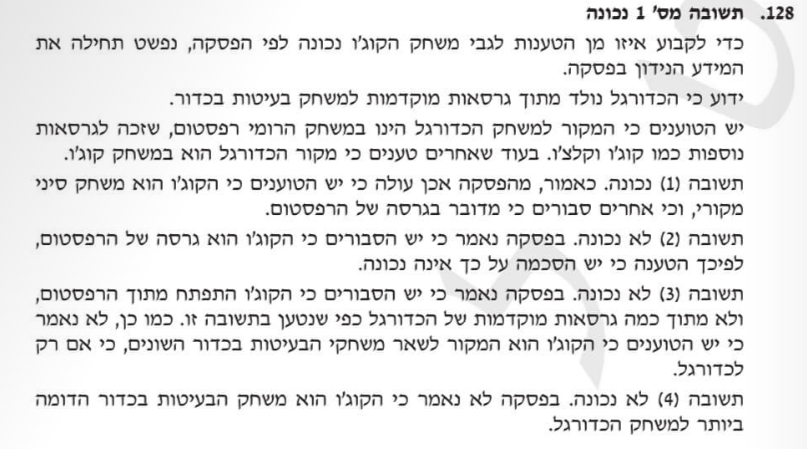 128. תשובה מס' 1 נכונה
כדי לקבוע איזו מן הטענות לגבי משחק הקוג'ו נכונה לפי הפסקה, נפשט תחילה את
המידע הנידון בפסקה.
ידוע כי הכדורגל נולד מתוך גרסאות מוקדמות למשחק בעיטות בכדור.
יש הטוענים כי המקור למשחק הכדורגל הינו במשחק הרומי רפסטום, שזכה לגרסאות
נוספות כמו קוג'ו וקלצ'ו. בעוד שאחרים טענים כי מקור הכדורגל הוא במשחק קוג'ו.
תשובה (1) נכונה. כאמור, מהפסקה אכן עולה כי יש הטוענים כי הקוג'ו הוא משחק סיני
מקורי, וכי אחרים סבורים כי מדובר בגרסה של הרפסטום.
תשובה (2) לא נכונה. בפסקה נאמר כי יש הסבורים כי הקוג'ו הוא גרסה של הרפסטום,
לפיכך הטענה כי יש הסכמה על כך אינה נכונה.
תשובה (3) לא נכונה. בפסקה נאמר כי יש הסבורים כי הקוג'ו התפתח מתוך הרפסטום,
ולא מתוך כמה גרסאות מוקדמות של הכדורגל כפי שנטען בתשובה זו. כמו כן, לא נאמר
כי יש הטוענים כי הקוג'ו הוא המקור לשאר משחקי הבעיטות בכדור השונים, כי אם רק
לכדורגל.
תשובה (4) לא נכונה. בפסקה לא נאמר כי הקוג'ו הוא משחק הבעיטות בכדור הדומה
ביותר למשחק הכדורגל.